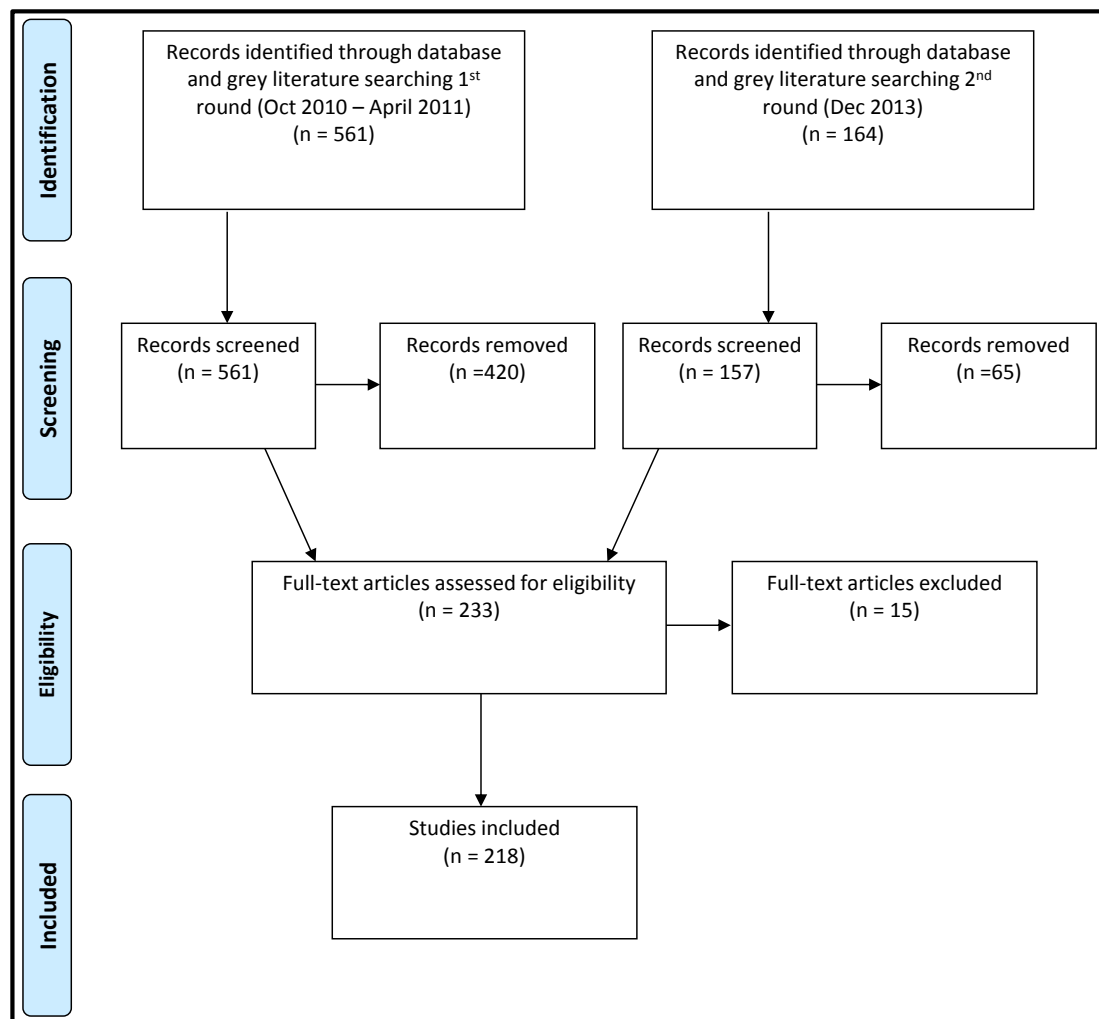 Identification
Records identified through database
and grey literature searching 1st
round (Oct 2010 – April 2011)
(n = 561)
Records identified through database
and grey literature searching 2nd
round (Dec 2013)
(n = 164)
Screening
Records screened
(n = 561)
Records removed
(n =420)
Records screened
(n = 157)
Records removed
(n =65)
Eligibility
Full-text articles assessed for eligibility
(n = 233)
Full-text articles excluded
(n = 15)
Included
Studies included
(n = 218)